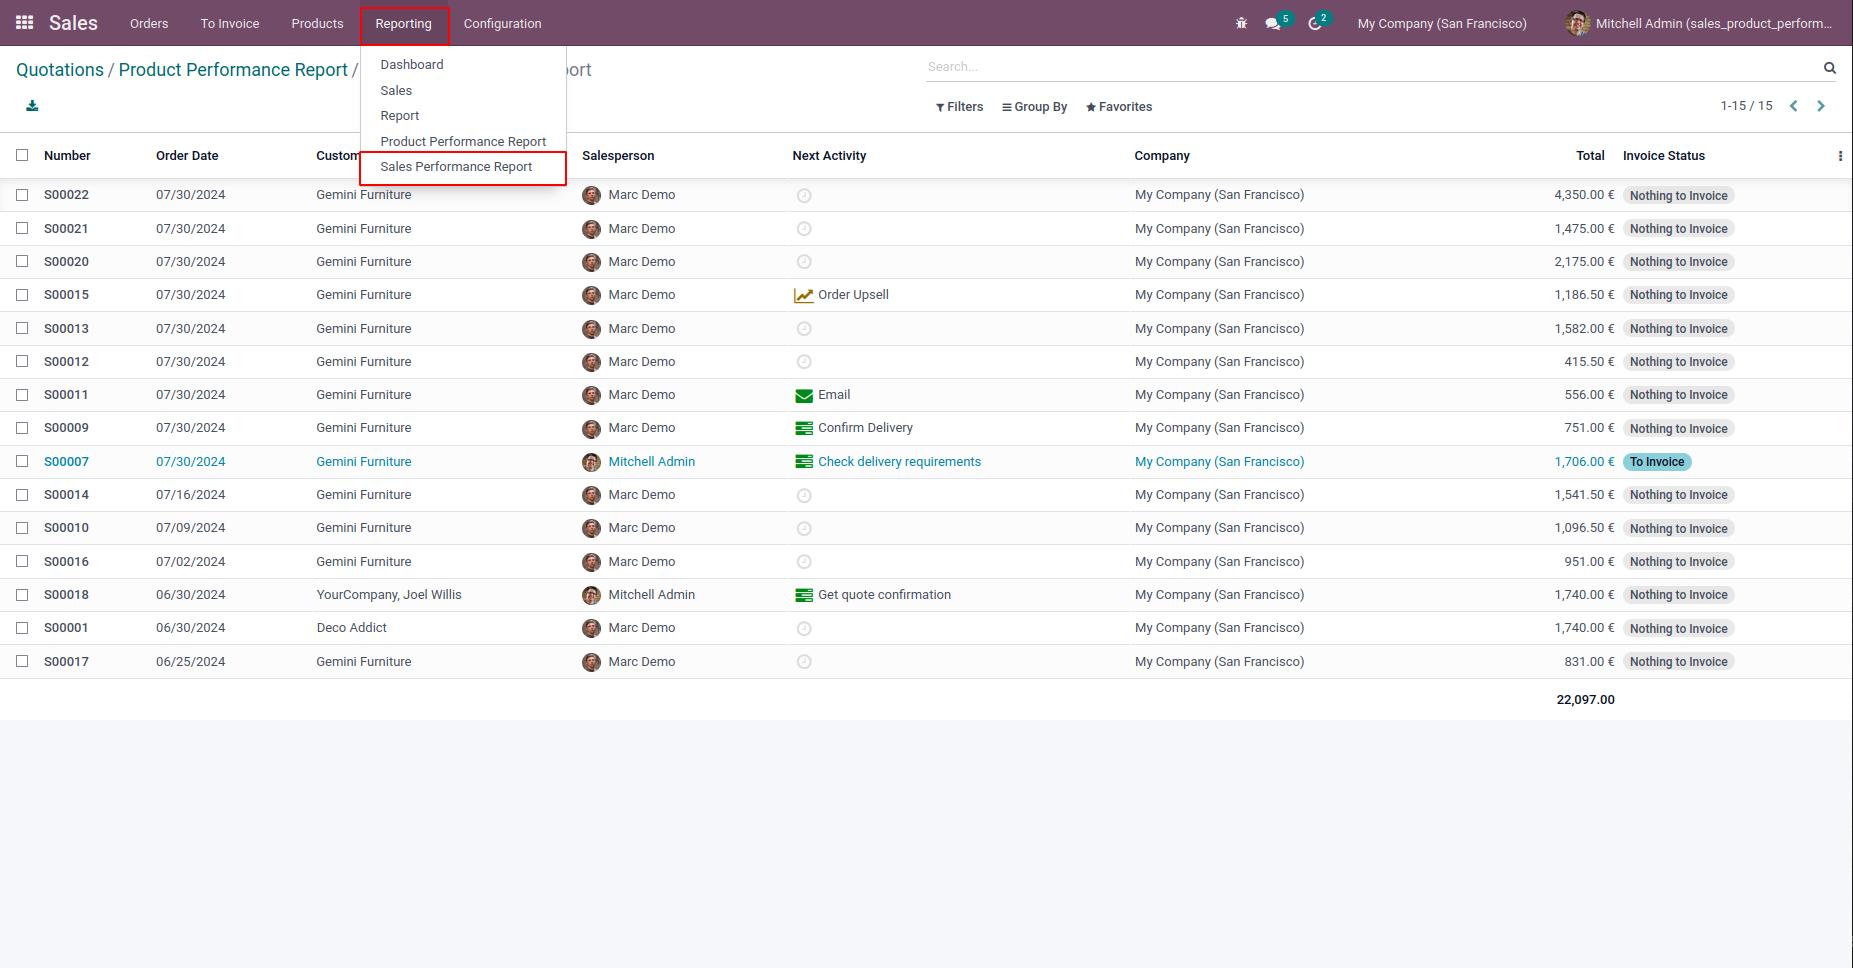 Sales Orders To Invoice Products Reporting Configuration 5 2 My Company (San Francisco) Mitchell Admin (sales_product_perform...
Quotations / Product Performance Report / ort
Search...
Dashboard
Sales
Report
Product Performance Report
Sales Performance Report
Filters Group By Favorites 1-15 / 15
Number Order Date Custom Salesperson Next Activity Company Total Invoice Status
S00022 07/30/2024 Gemini Furniture Marc Demo My Company (San Francisco) 4,350.00 € Nothing to Invoice
S00021 07/30/2024 Gemini Furniture Marc Demo My Company (San Francisco) 1,475.00 € Nothing to Invoice
S00020 07/30/2024 Gemini Furniture Marc Demo My Company (San Francisco) 2,175.00 € Nothing to Invoice
S00015 07/30/2024 Gemini Furniture Marc Demo Order Upsell My Company (San Francisco) 1,186.50 € Nothing to Invoice
S00013 07/30/2024 Gemini Furniture Marc Demo My Company (San Francisco) 1,582.00 € Nothing to Invoice
S00012 07/30/2024 Gemini Furniture Marc Demo My Company (San Francisco) 415.50 € Nothing to Invoice
S00011 07/30/2024 Gemini Furniture Marc Demo Email My Company (San Francisco) 556.00 € Nothing to Invoice
S00009 07/30/2024 Gemini Furniture Marc Demo Confirm Delivery My Company (San Francisco) 751.00 € Nothing to Invoice
S00007 07/30/2024 Gemini Furniture Mitchell Admin Check delivery requirements My Company (San Francisco) 1,706.00 € To Invoice
S00014 07/16/2024 Gemini Furniture Marc Demo My Company (San Francisco) 1,541.50 € Nothing to Invoice
S00010 07/09/2024 Gemini Furniture Marc Demo My Company (San Francisco) 1,096.50 € Nothing to Invoice
S00016 07/02/2024 Gemini Furniture Marc Demo My Company (San Francisco) 951.00 € Nothing to Invoice
S00018 06/30/2024 YourCompany, Joel Willis Mitchell Admin Get quote confirmation My Company (San Francisco) 1,740.00 € Nothing to Invoice
S00001 06/30/2024 Deco Addict Marc Demo My Company (San Francisco) 1,740.00 € Nothing to Invoice
S00017 06/25/2024 Gemini Furniture Marc Demo My Company (San Francisco) 831.00 € Nothing to Invoice
22,097.00